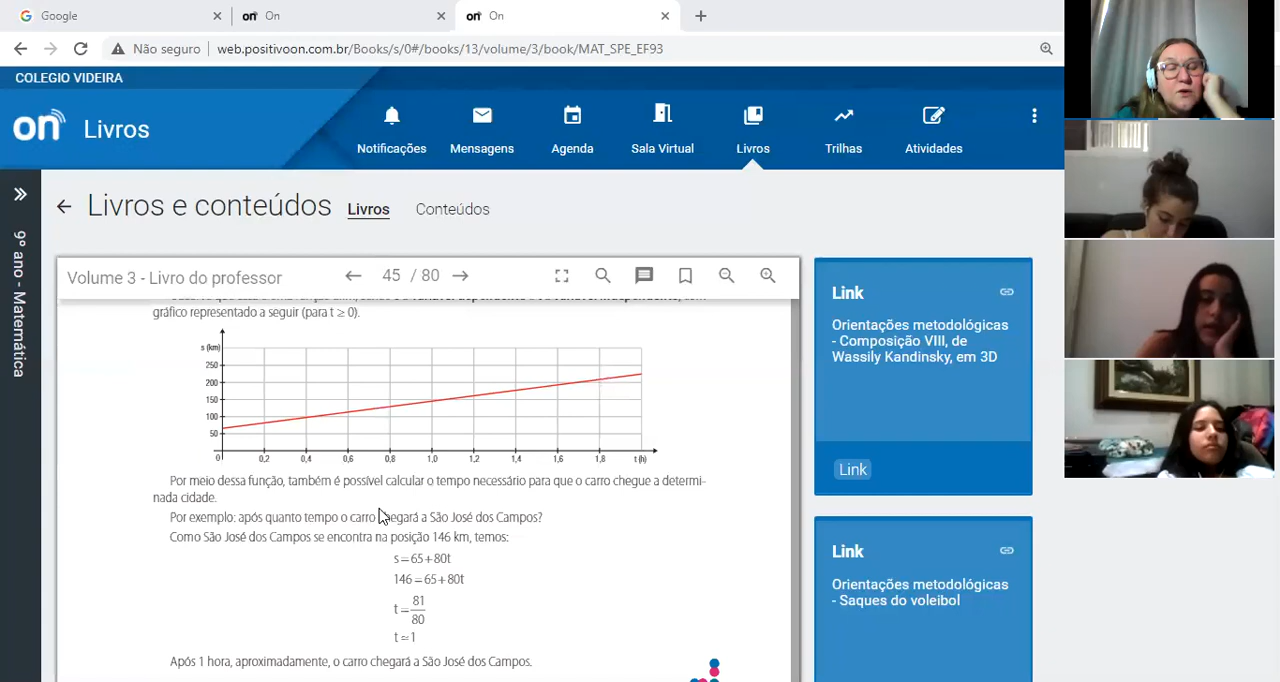 Google
On
On
Não seguro
web.positivoon.com.br/Books/s/0#/books/13/volume/3/book/MAT_SPE_EF93
COLEGIO VIDEIRA
on Livros
Notificações Mensagens Agenda Sala Virtual Livros Trilhas Atividades
9º ano - Matemática
Livros e conteúdos Livros Conteúdos
Volume 3 - Livro do professor 45 / 80
gráfico representado a seguir (para t ≥ 0).
s (km)
250
200
150
100
50
0 0,2 0,4 0,6 0,8 1,0 1,2 1,4 1,6 1,8 t (h)
Por meio dessa função, também é possível calcular o tempo necessário para que o carro chegue a determi-
nada cidade.
Por exemplo: após quanto tempo o carro chegará a São José dos Campos?
Como São José dos Campos se encontra na posição 146 km, temos:
s = 65 + 80t
146 = 65 + 80t
t = 81/80
t ≃ 1
Após 1 hora, aproximadamente, o carro chegará a São José dos Campos.
Link
Orientações metodológicas
- Composição VIII, de
Wassily Kandinsky, em 3D
Link
Link
Orientações metodológicas
- Saques do voleibol